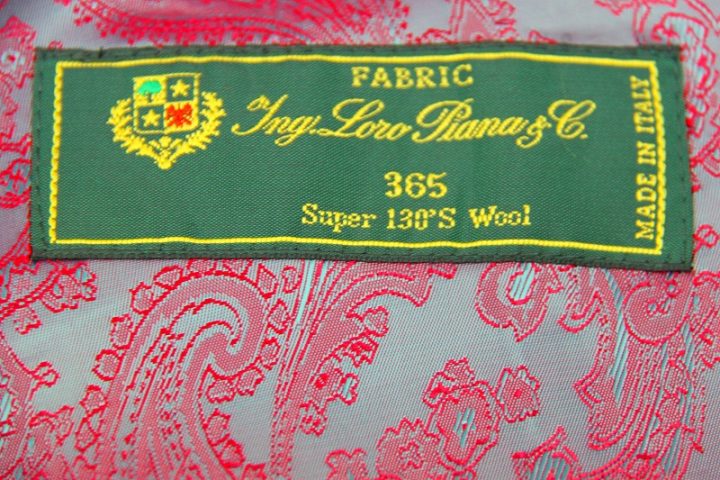 FABRIC
Ing. Loro Piana & C.
365
Super 130'S Wool
MADE IN ITALY